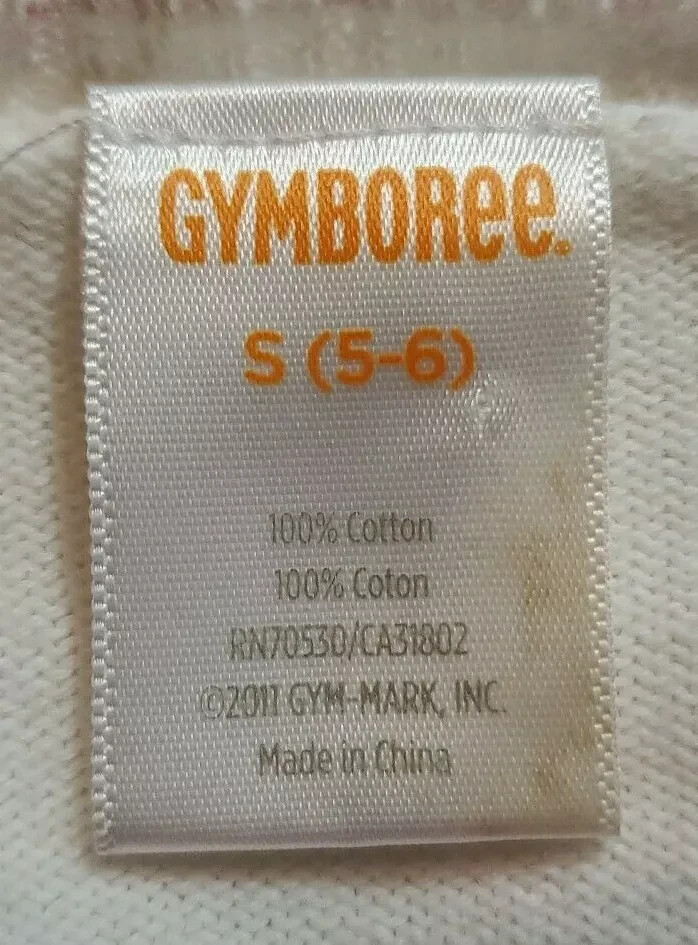 GYMBOREE.
S (5-6)
100% Cotton
100% Coton
RN70530/CA31802
©2011 GYM-MARK, INC.
Made in China